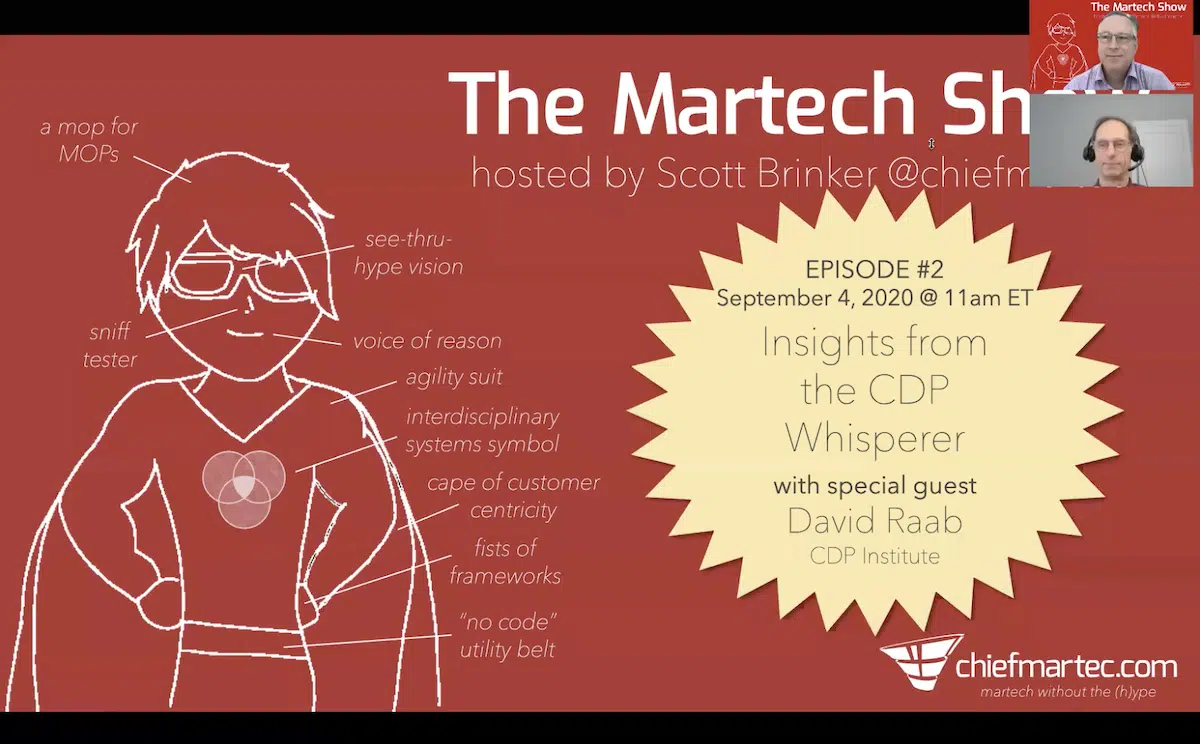 The Martech Show
The Martech Sh
hosted by Scott Brinker @chiefm
a mop for
MOPs
see-thru-
hype vision
sniff
tester
voice of reason
agility suit
interdisciplinary
systems symbol
cape of customer
centricity
fists of
frameworks
“no code”
utility belt
EPISODE #2
September 4, 2020 @ 11am ET
Insights from
the CDP
Whisperer
with special guest
David Raab
CDP Institute
chiefmartec.com
martech without the (h)ype